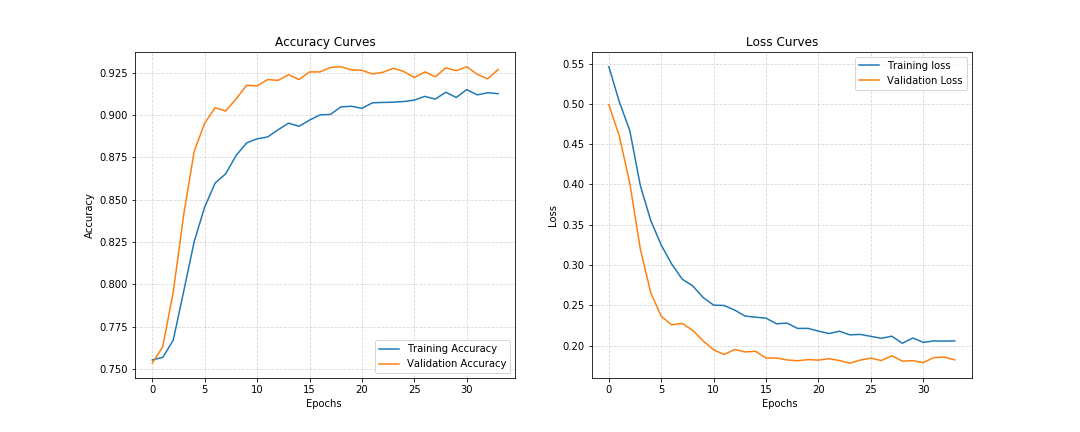 Accuracy Curves
0.925
0.900
0.875
0.850
0.825
0.800
0.775
0.750
Accuracy
0 5 10 15 20 25 30
Epochs
Training Accuracy
Validation Accuracy
Loss Curves
0.55
0.50
0.45
0.40
0.35
0.30
0.25
0.20
Loss
0 5 10 15 20 25 30
Epochs
Training loss
Validation Loss